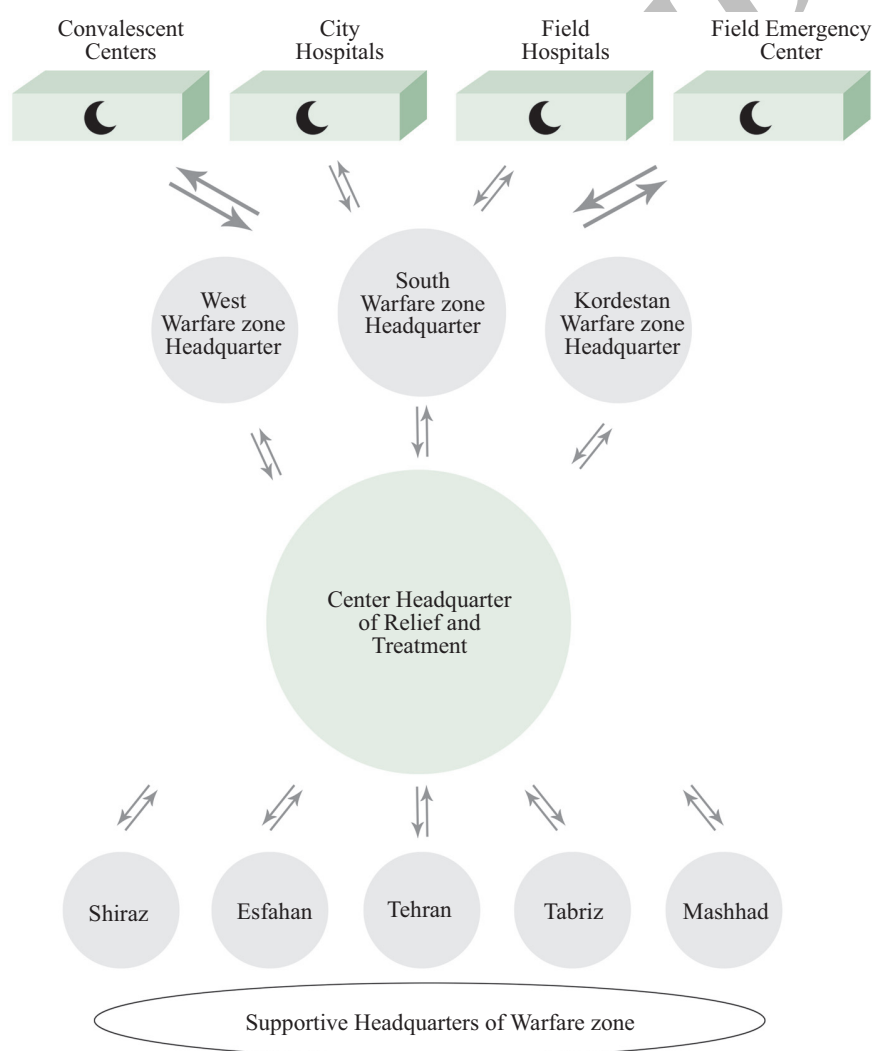 Convalescent
Centers
City
Hospitals
Field
Hospitals
Field Emergency
Center
West
Warfare zone
Headquarter
South
Warfare zone
Headquarter
Kordestan
Warfare zone
Headquarter
Center Headquarter
of Relief and
Treatment
Shiraz
Esfahan
Tehran
Tabriz
Mashhad
Supportive Headquarters of Warfare zone